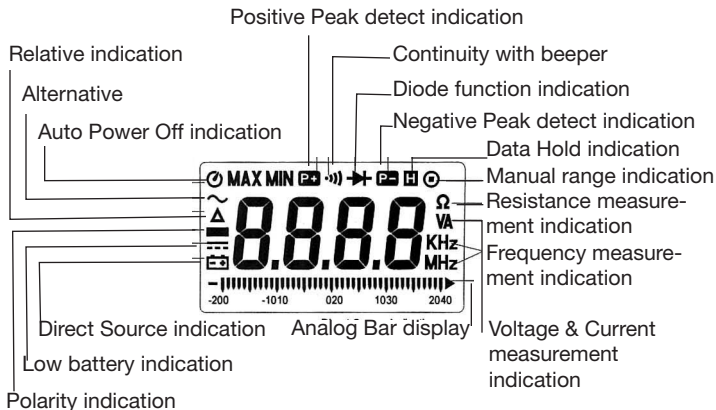 Positive Peak detect indication
Relative indication
Continuity with beeper
Alternative
Diode function indication
Auto Power Off indication
Negative Peak detect indication
Data Hold indication
MAX MIN P+ P- H
Manual range indication
Ω
Resistance measure-
ment indication
VA
8.8.8.8
KHz
MHz
Frequency measure-
ment indication
-200 -1010 020 1030 2040
Direct Source indication
Analog Bar display
Voltage & Current
measurement
indication
Low battery indication
Polarity indication